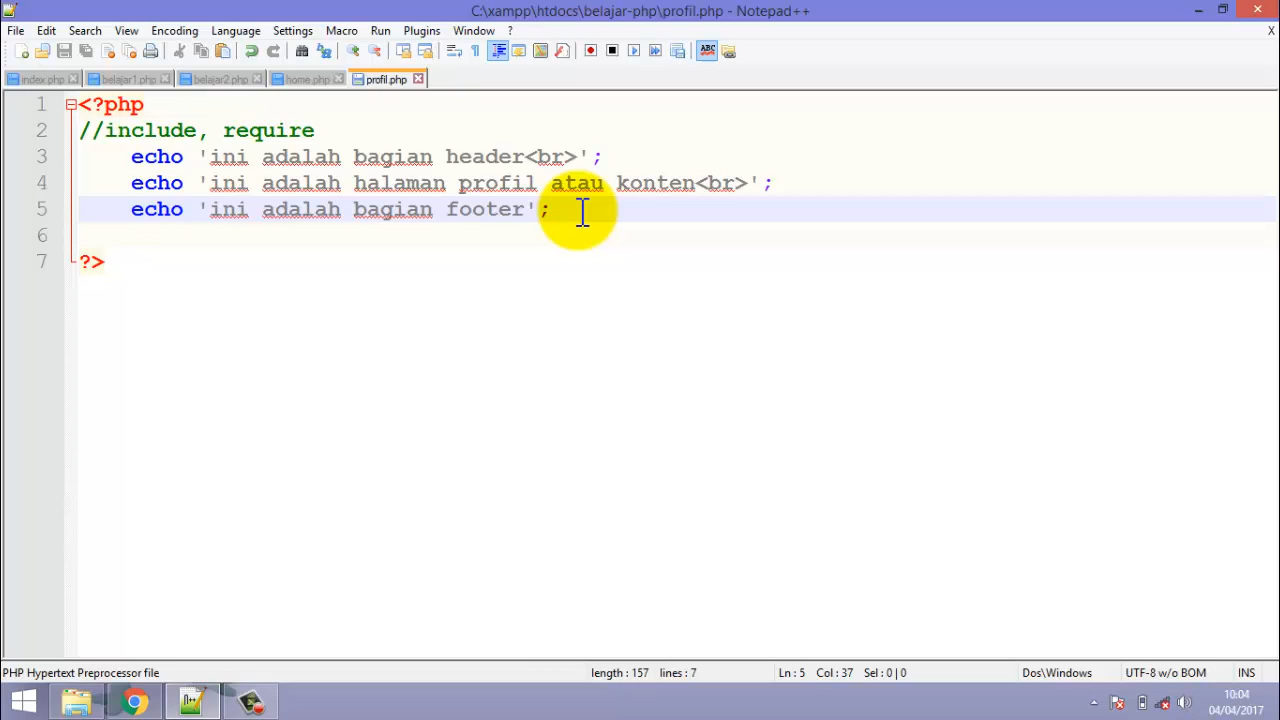 C:\xampp\htdocs\belajar-php\profil.php - Notepad++
File Edit Search View Encoding Language Settings Macro Run Plugins Window ? X
index.php belajar1.php belajar2.php home.php profil.php
1 <?php
2 //include, require
3 echo 'ini adalah bagian header<br>';
4 echo 'ini adalah halaman profil atau konten<br>';
5 echo 'ini adalah bagian footer';
6
7 ?>
PHP Hypertext Preprocessor file length : 157 lines : 7 Ln : 5 Col : 37 Sel : 0 | 0 Dos\Windows UTF-8 w/o BOM INS
10:04
04/04/2017